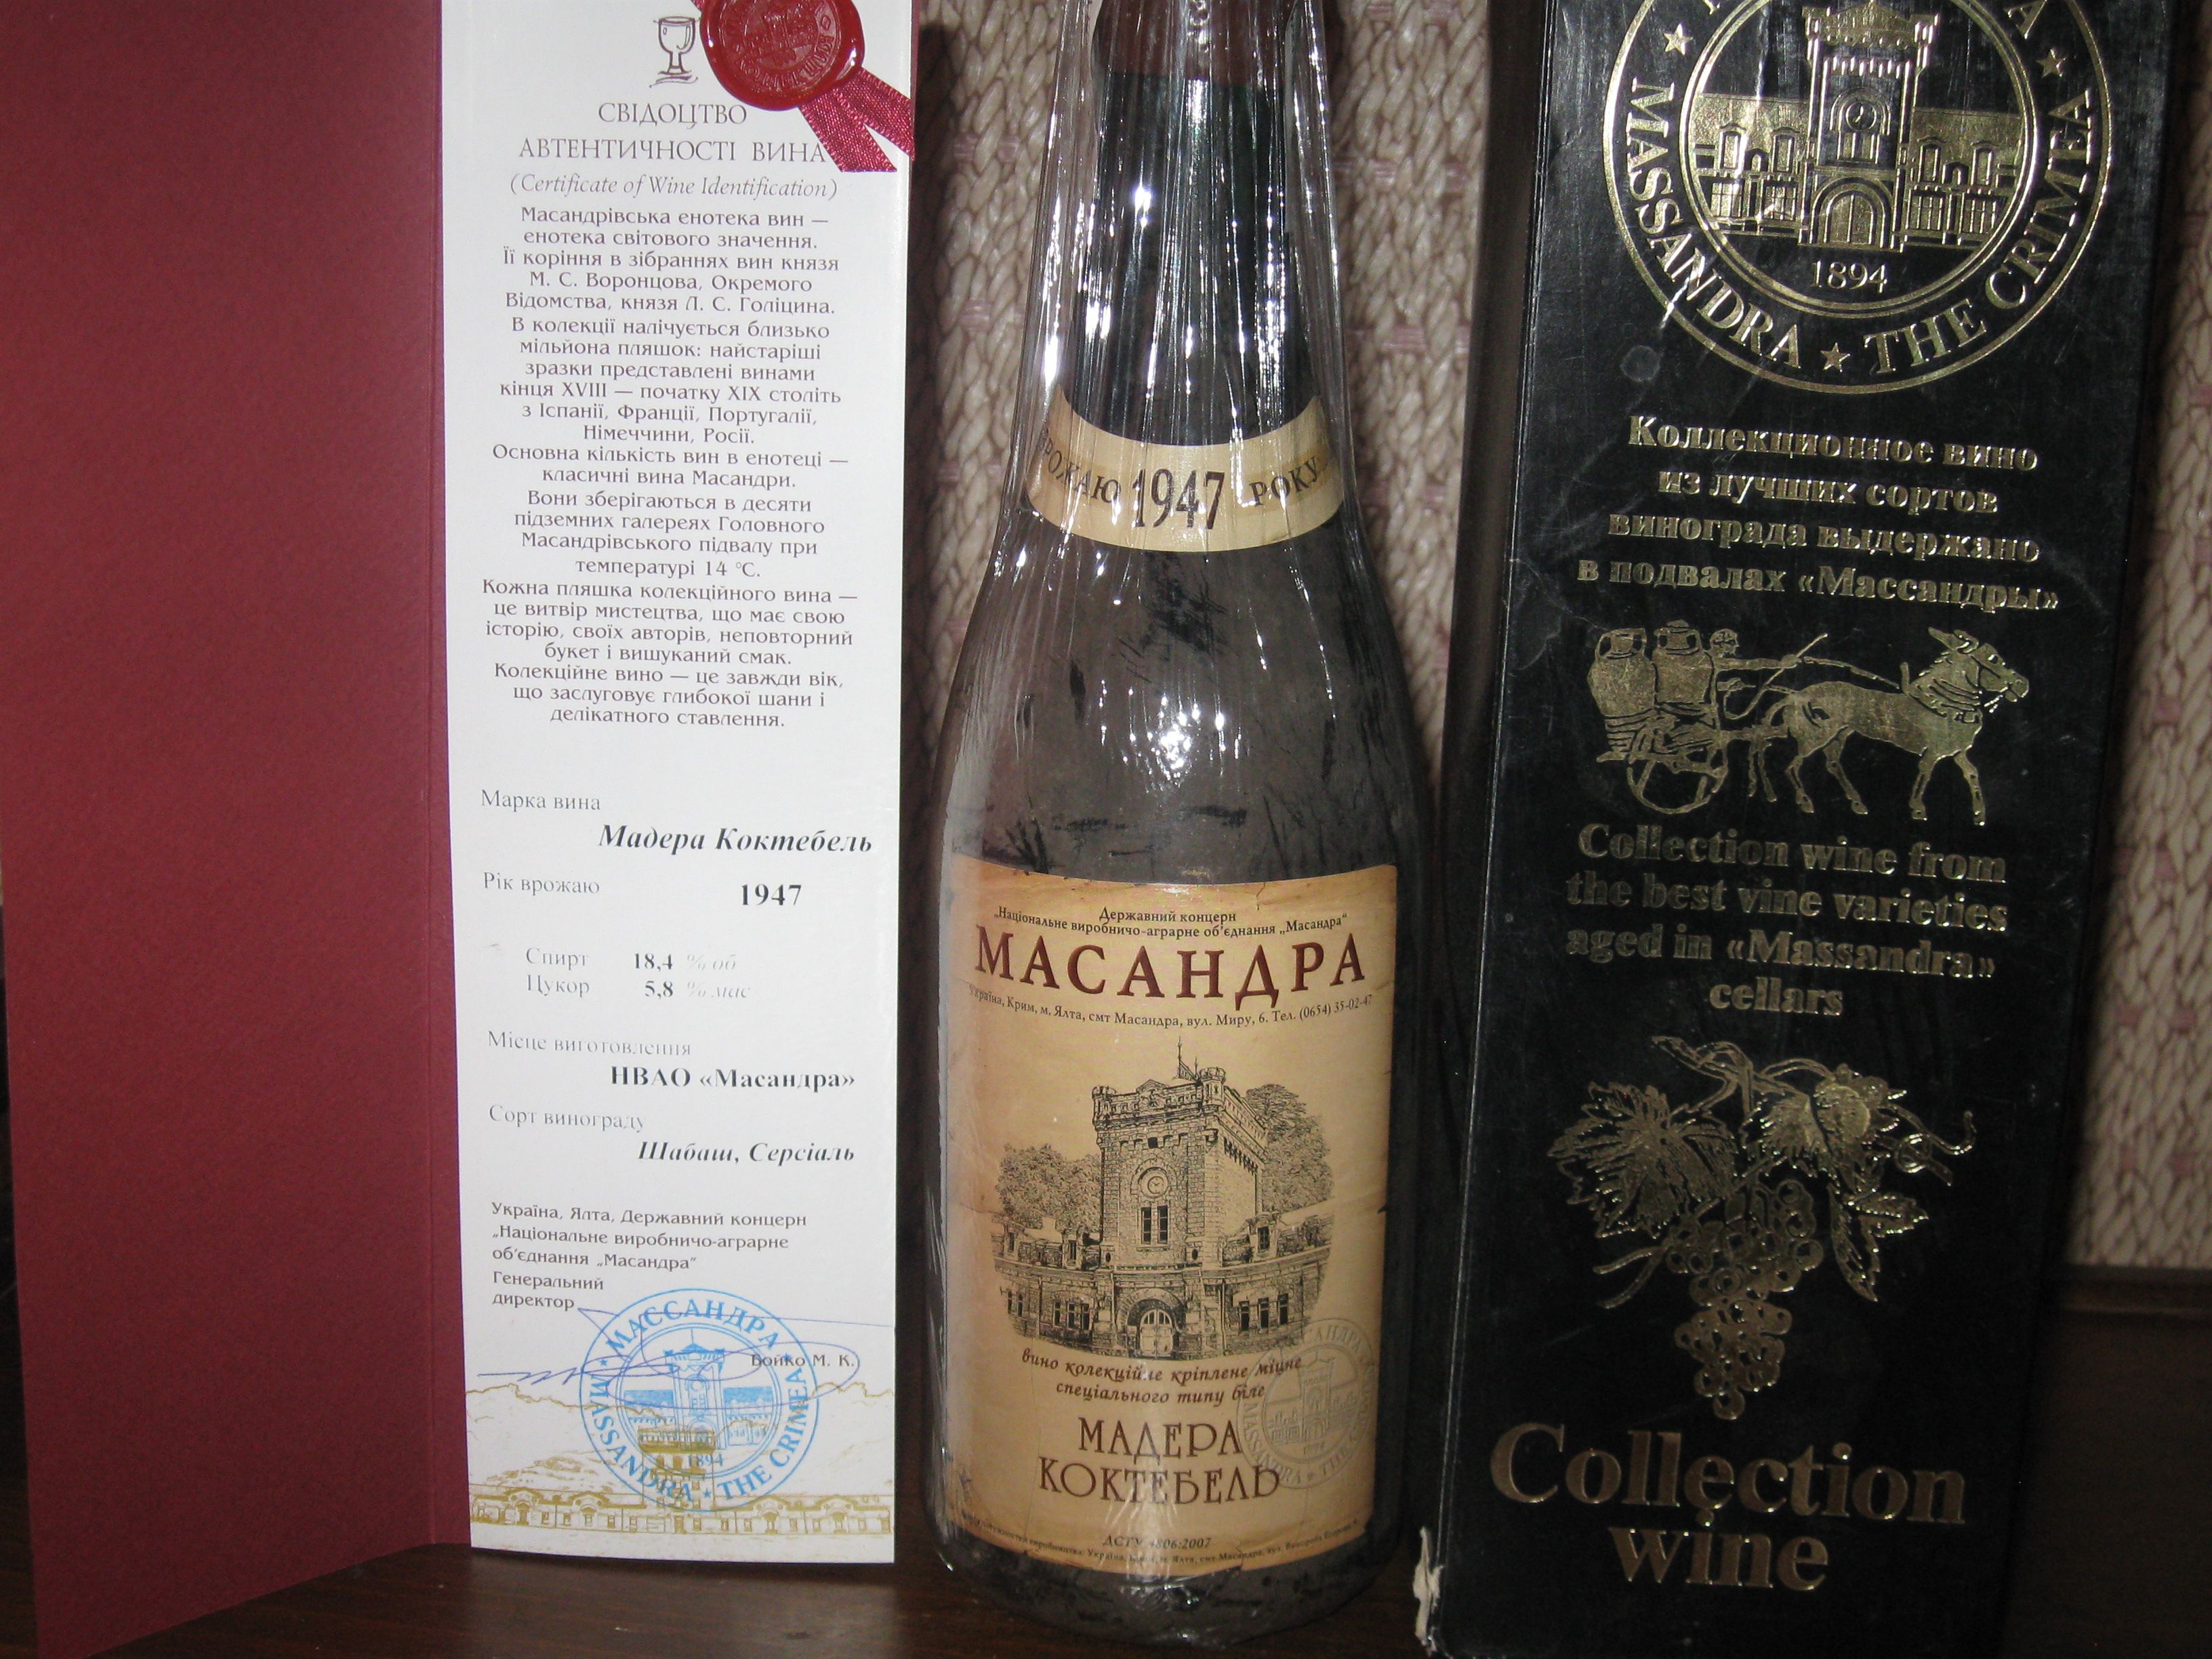 СВІДОЦТВО
АВТЕНТИЧНОСТІ ВИНА
(Certificate of Wine Identification)
Масандрівська енотека вин —
енотека світового значення.
Її коріння в зібраннях вин князя
М. С. Воронцова, Окремого
Відомства, князя Л. С. Голіцина.
В колекції налічується близько
мільйона пляшок: найстаріші
зразки представлені винами
кінця XVIII — початку XIX століть
з Іспанії, Франції, Португалії,
Німеччини, Росії.
Основна кількість вин в енотеці —
класичні вина Масандри.
Вони зберігаються в десяти
підземних галереях Головного
Масандрівського підвалу при
температурі 14 °С.
Кожна пляшка колекційного вина —
це витвір мистецтва, що має свою
історію, своїх авторів, неповторний
букет і вишуканий смак.
Колекційне вино — це завжди вік,
що заслуговує глибокої шани і
делікатного ставлення.
Марка вина
Мадера Коктебель
Рік врожаю 1947
Спирт 18,4 % об
Цукор 5,8 % мас
Місце виготовлення
НВАО «Масандра»
Сорт винограду
Шабаш, Серсіаль
Україна, Ялта, Державний концерн
„Національне виробничо-аграрне
об’єднання „Масандра“
Генеральний
директор
Бойко М. К.
МАССАНДРА
MASSANDRA ★ THE CRIMEA
1894
1947 РОКУ
Державний концерн
„Національне виробничо-аграрне об’єднання „Масандра“
МАСАНДРА
Україна, Крим, м. Ялта, смт Масандра, вул. Миру, 6. Тел. (0654) 35-02-47
вино колекційне кріплене міцне
спеціального типу біле
МАДЕРА
КОКТЕБЕЛЬ
ДСТУ 4806:2007
MASSANDRA ★ THE CRIMEA
1894
Коллекционное вино
из лучших сортов
винограда выдержано
в подвалах «Массандры»
Collection wine from
the best vine varieties
aged in «Massandra»
cellars
Collection
wine